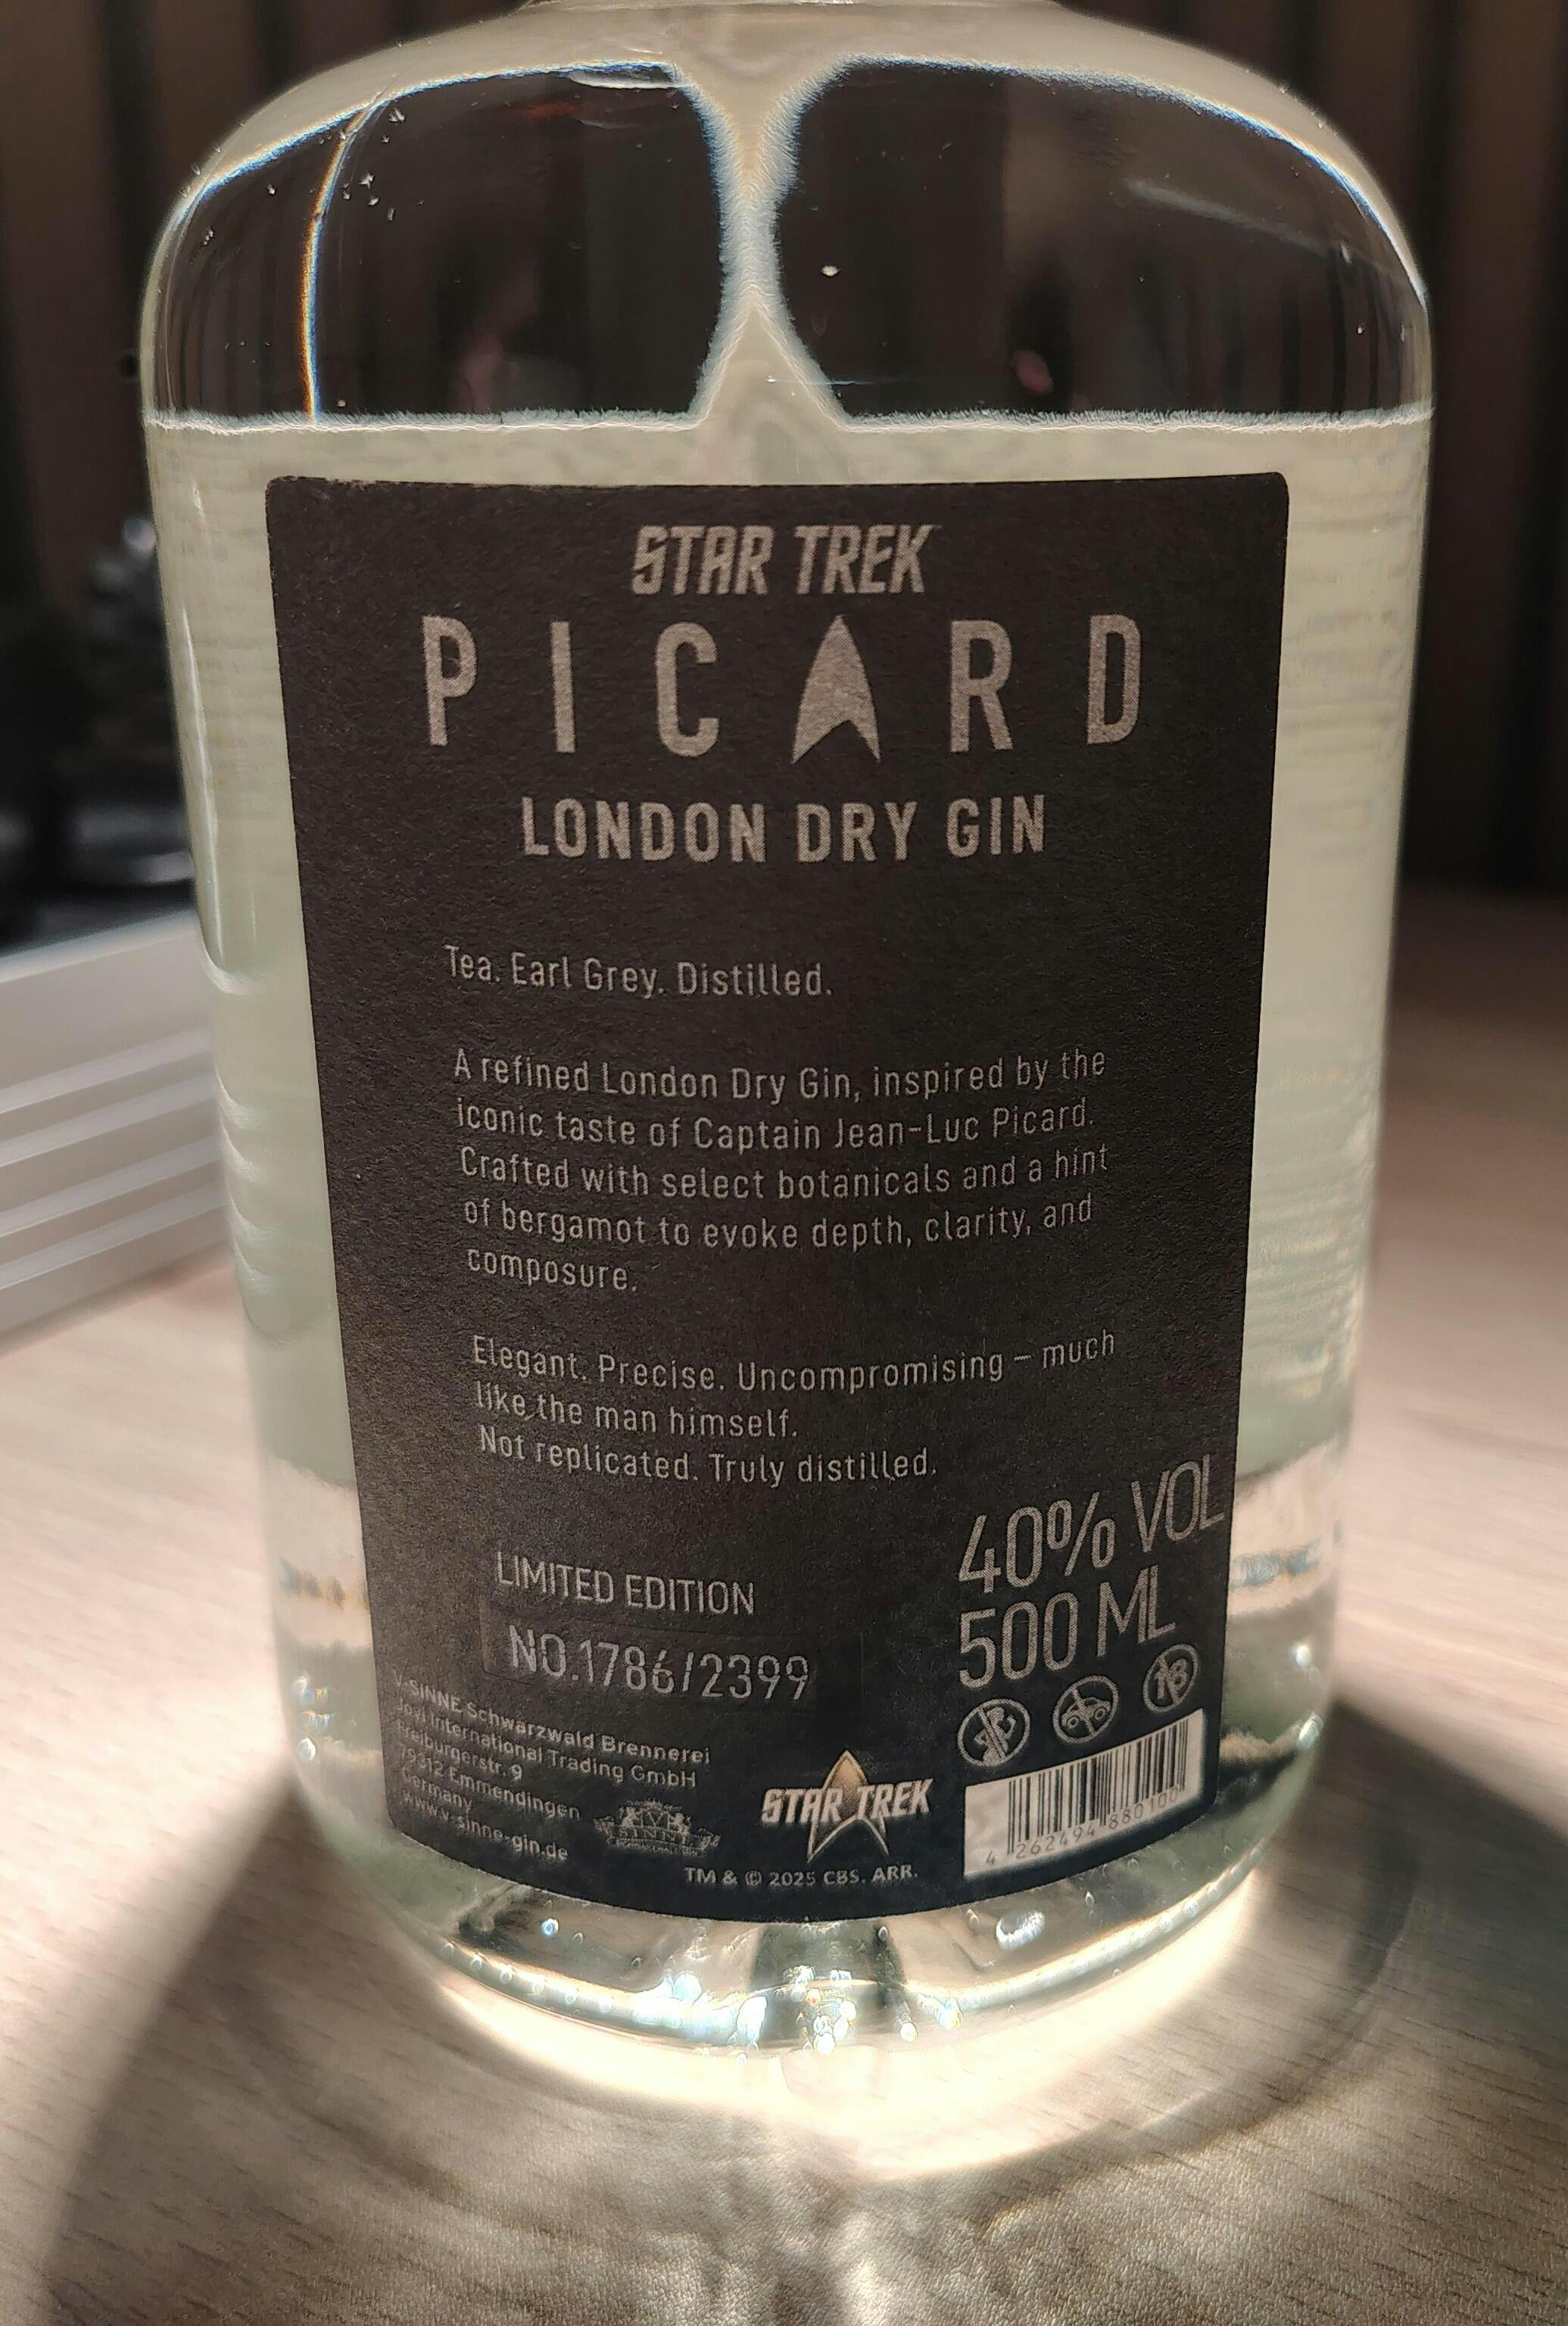 STAR TREK
PICARD
LONDON DRY GIN
Tea. Earl Grey. Distilled.
A refined London Dry Gin, inspired by the
iconic taste of Captain Jean-Luc Picard.
Crafted with select botanicals and a hint
of bergamot to evoke depth, clarity, and
composure.
Elegant. Precise. Uncompromising – much
like the man himself.
Not replicated. Truly distilled.
40% VOL
500 ML
LIMITED EDITION
NO.1786/2399
18
V-SINNE Schwarzwald Brennerei
Jovi International Trading GmbH
Freiburgerstr. 9
79312 Emmendingen
Germany
www.v-sinne-gin.de
V-SINNE
STAR TREK
TM & © 2025 CBS. ARR.
4 262494 880100